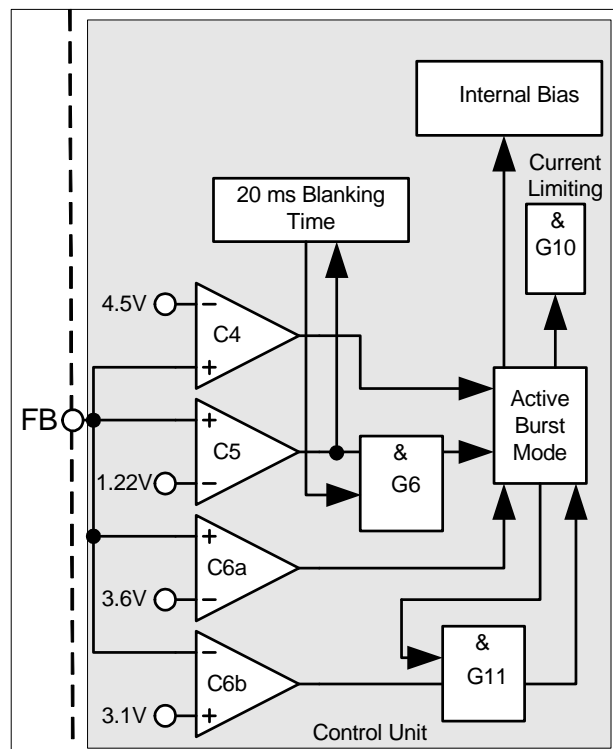 Internal Bias
Current
Limiting
20 ms Blanking
Time
&
G10
4.5V
−
C4
+
FB
+
C5
−
1.22V
&
G6
Active
Burst
Mode
+
C6a
−
3.6V
−
C6b
+
3.1V
&
G11
Control Unit